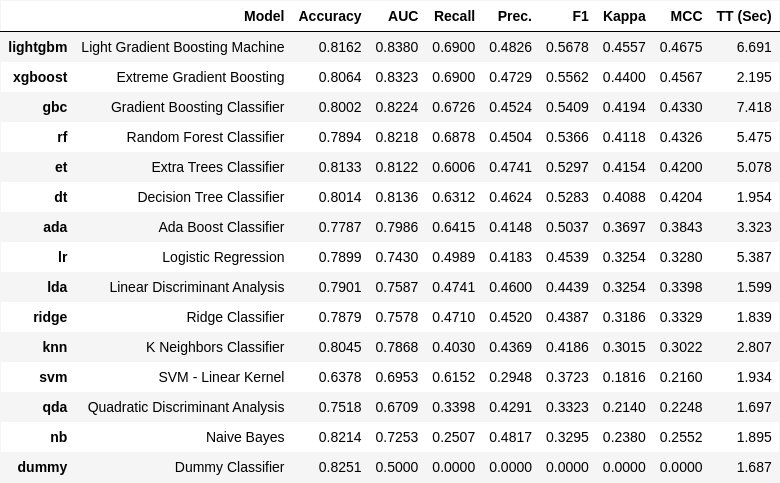 Model Accuracy AUC Recall Prec. F1 Kappa MCC TT (Sec)
lightgbm Light Gradient Boosting Machine 0.8162 0.8380 0.6900 0.4826 0.5678 0.4557 0.4675 6.691
xgboost Extreme Gradient Boosting 0.8064 0.8323 0.6900 0.4729 0.5562 0.4400 0.4567 2.195
gbc Gradient Boosting Classifier 0.8002 0.8224 0.6726 0.4524 0.5409 0.4194 0.4330 7.418
rf Random Forest Classifier 0.7894 0.8218 0.6878 0.4504 0.5366 0.4118 0.4326 5.475
et Extra Trees Classifier 0.8133 0.8122 0.6006 0.4741 0.5297 0.4154 0.4200 5.078
dt Decision Tree Classifier 0.8014 0.8136 0.6312 0.4624 0.5283 0.4088 0.4204 1.954
ada Ada Boost Classifier 0.7787 0.7986 0.6415 0.4148 0.5037 0.3697 0.3843 3.323
lr Logistic Regression 0.7899 0.7430 0.4989 0.4183 0.4539 0.3254 0.3280 5.387
lda Linear Discriminant Analysis 0.7901 0.7587 0.4741 0.4600 0.4439 0.3254 0.3398 1.599
ridge Ridge Classifier 0.7879 0.7578 0.4710 0.4520 0.4387 0.3186 0.3329 1.839
knn K Neighbors Classifier 0.8045 0.7868 0.4030 0.4369 0.4186 0.3015 0.3022 2.807
svm SVM - Linear Kernel 0.6378 0.6953 0.6152 0.2948 0.3723 0.1816 0.2160 1.934
qda Quadratic Discriminant Analysis 0.7518 0.6709 0.3398 0.4291 0.3323 0.2140 0.2248 1.697
nb Naive Bayes 0.8214 0.7253 0.2507 0.4817 0.3295 0.2380 0.2552 1.895
dummy Dummy Classifier 0.8251 0.5000 0.0000 0.0000 0.0000 0.0000 0.0000 1.687